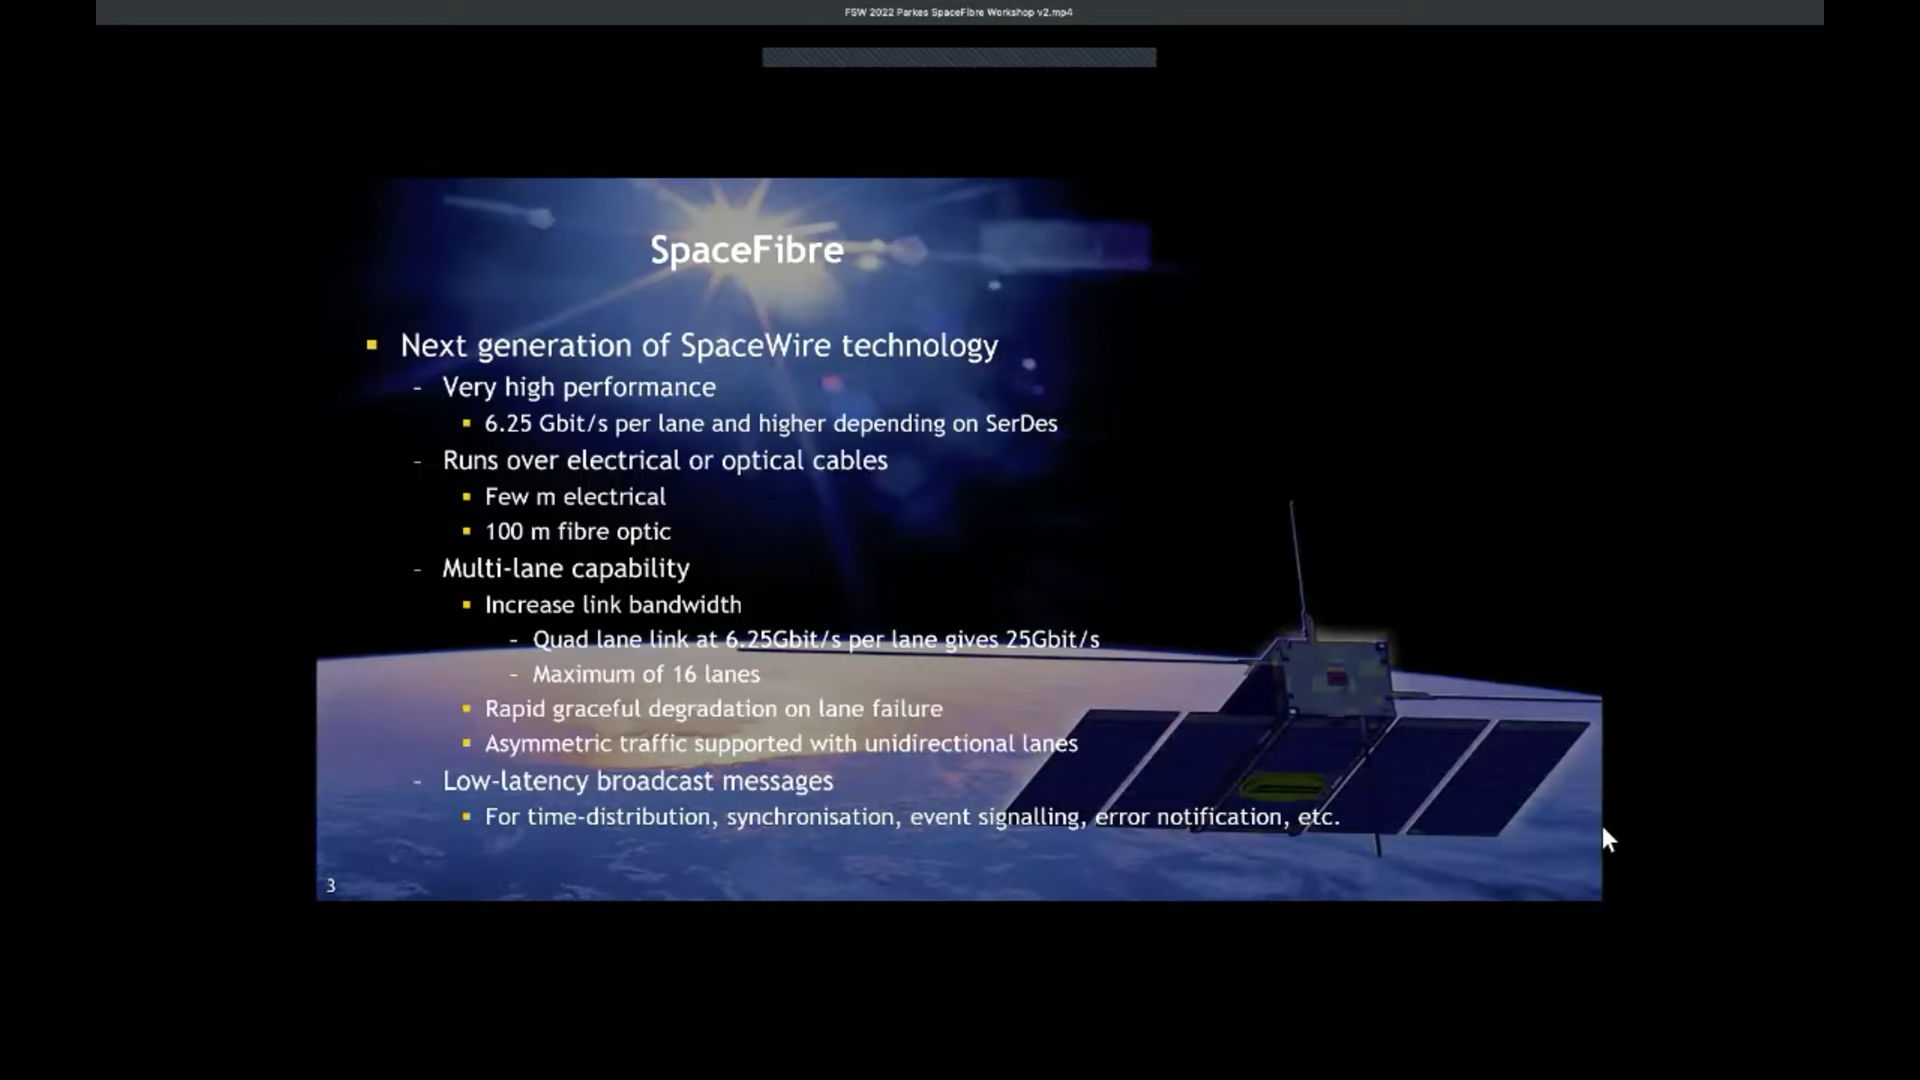 FSW 2022 Parkes SpaceFibre Workshop v2.mp4
SpaceFibre
▪ Next generation of SpaceWire technology
- Very high performance
▪ 6.25 Gbit/s per lane and higher depending on SerDes
- Runs over electrical or optical cables
▪ Few m electrical
▪ 100 m fibre optic
- Multi-lane capability
▪ Increase link bandwidth
- Quad lane link at 6.25Gbit/s per lane gives 25Gbit/s
- Maximum of 16 lanes
▪ Rapid graceful degradation on lane failure
▪ Asymmetric traffic supported with unidirectional lanes
- Low-latency broadcast messages
▪ For time-distribution, synchronisation, event signalling, error notification, etc.
3